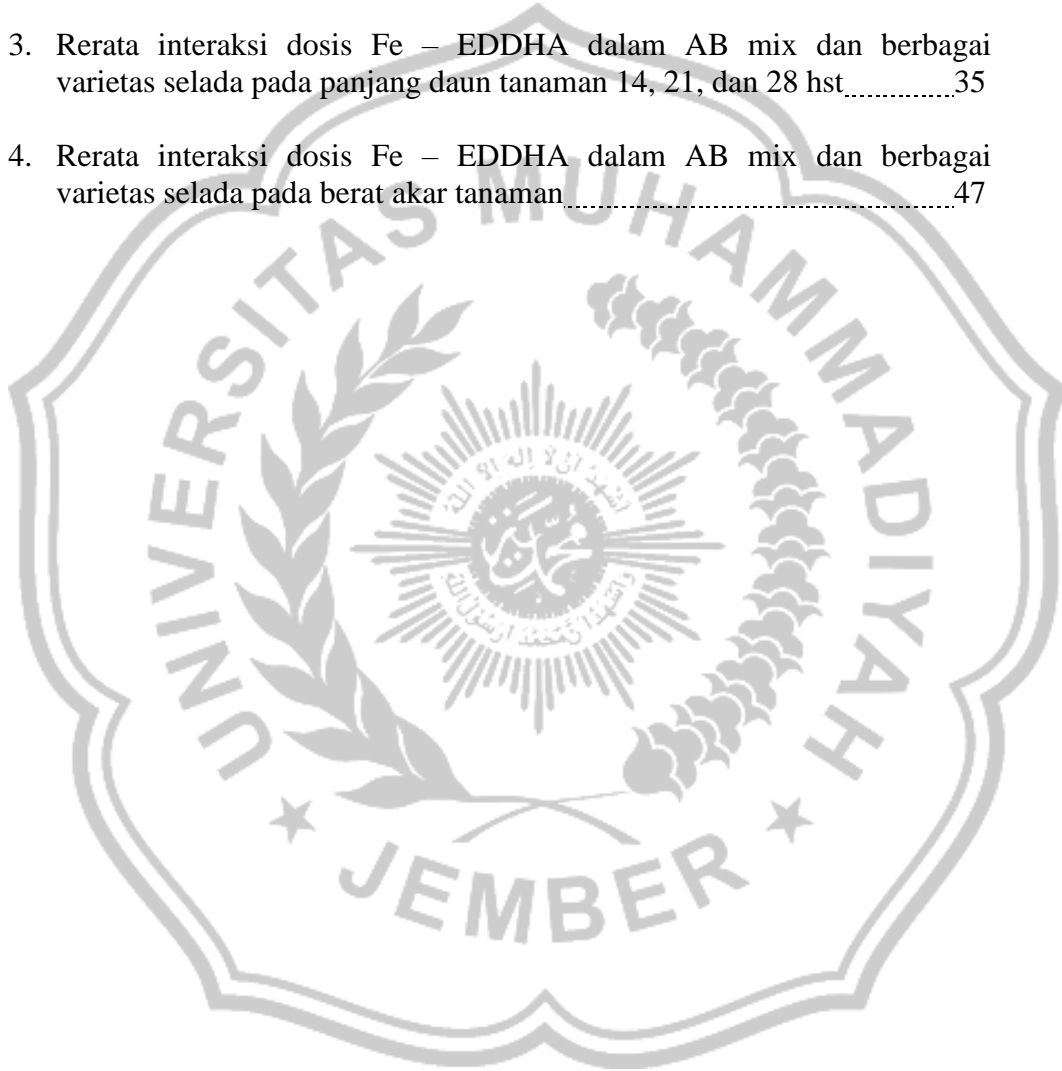 3. Rerata interaksi dosis Fe – EDDHA dalam AB mix dan berbagai
varietas selada pada panjang daun tanaman 14, 21, dan 28 hst 35
4. Rerata interaksi dosis Fe – EDDHA dalam AB mix dan berbagai
varietas selada pada berat akar tanaman 47
UNIVERSITAS MUHAMMADIYAH
JEMBER